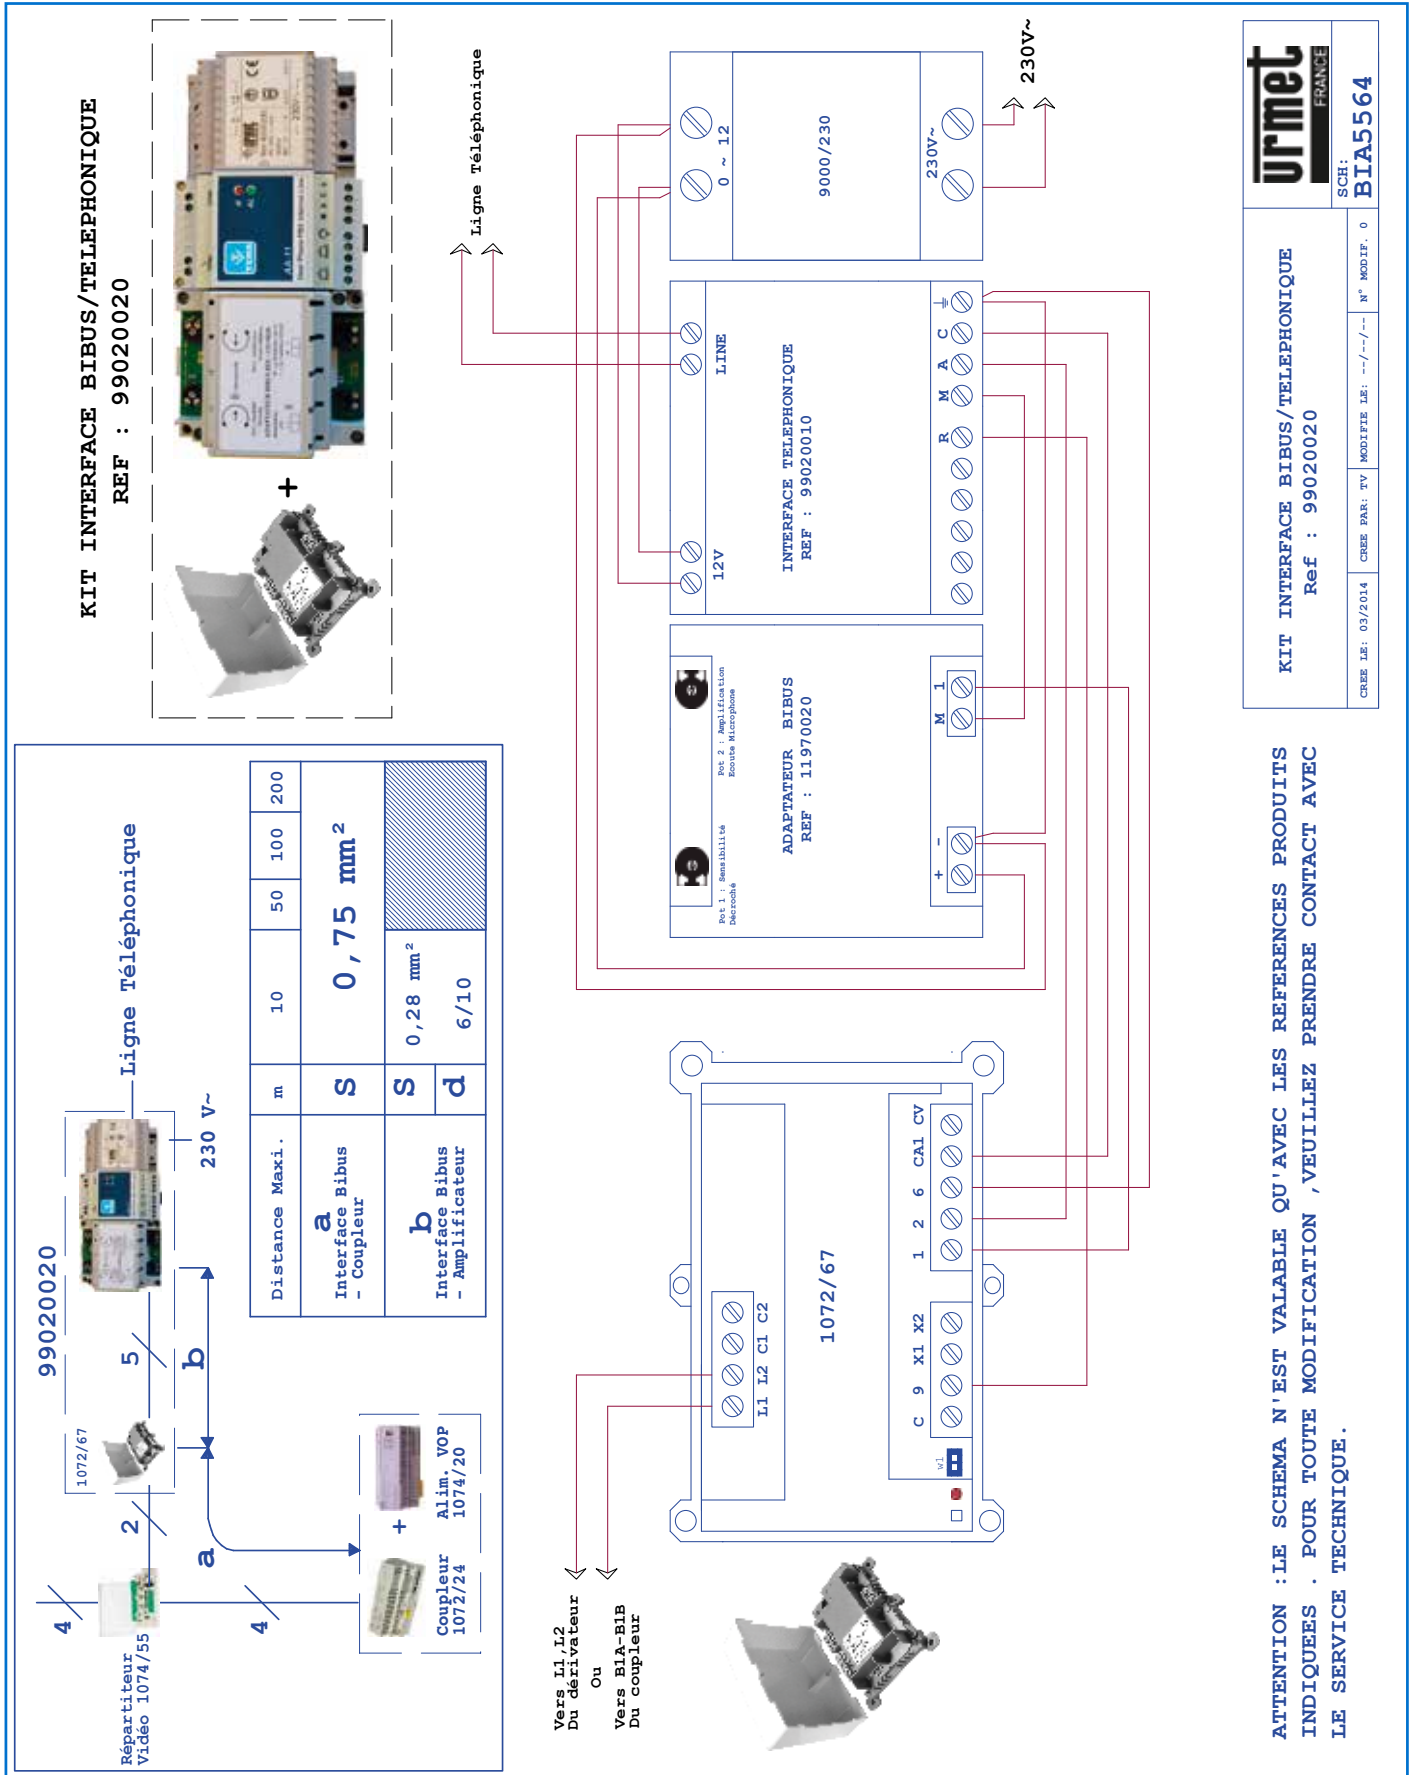 KIT INTERFACE BIBUS/TELEPHONIQUE
REF : 99020020
+
99020020
1072/67
Ligne Téléphonique
230 V~
5
b
2
a
4
4
Répartiteur
Vidéo 1074/55
Coupleur
1072/24
+
Alim. VOP
1074/20
Distance Maxi. m 10 50 100 200
a
Interface Bibus
- Coupleur
S 0,75 mm²
b
Interface Bibus
- Amplificateur
S 0,28 mm²
d 6/10
Ligne Téléphonique
230V~
0 ~ 12
9000/230
230V~
12V LINE
INTERFACE TELEPHONIQUE
REF : 99020010
R M A C
Pot 1 : Sensibilité
Décroché
Pot 2 : Amplification
Ecoute Microphone
ADAPTATEUR BIBUS
REF : 11970020
+ - M 1
L1 L2 C1 C2
1072/67
w1
C 9 X1 X2 1 2 6 CA1 CV
Vers L1,L2
Du dérivateur
Ou
Vers B1A-B1B
Du coupleur
ATTENTION :LE SCHEMA N'EST VALABLE QU'AVEC LES REFERENCES PRODUITS
INDIQUEES . POUR TOUTE MODIFICATION ,VEUILLEZ PRENDRE CONTACT AVEC
LE SERVICE TECHNIQUE.
KIT INTERFACE BIBUS/TELEPHONIQUE
Ref : 99020020
urmet
FRANCE
SCH:
BIA5564
CREE LE: 03/2014 CREE PAR: TV MODIFIE LE: --/--/-- N° MODIF. 0